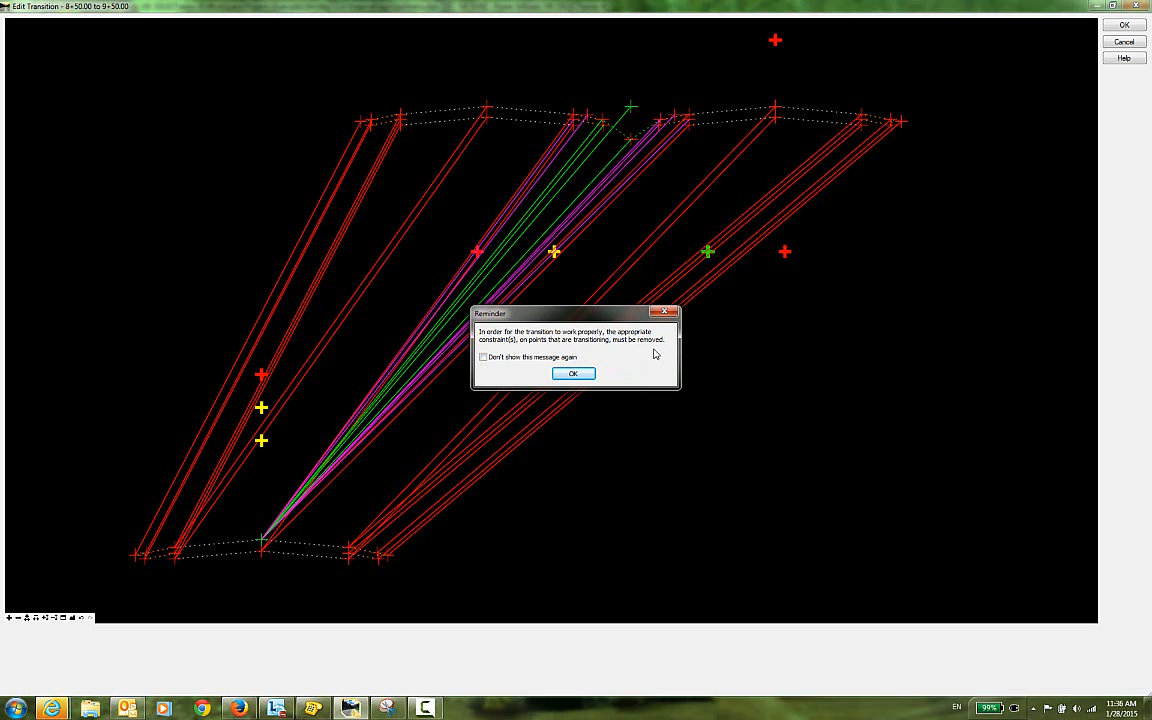 Edit Transition - 8+50.00 to 9+50.00
OK
Cancel
Help
Reminder
In order for the transition to work properly, the appropriate
constraint(s), on points that are transitioning, must be removed.
Don't show this message again
OK
EN
99%
11:36 AM
1/28/2015